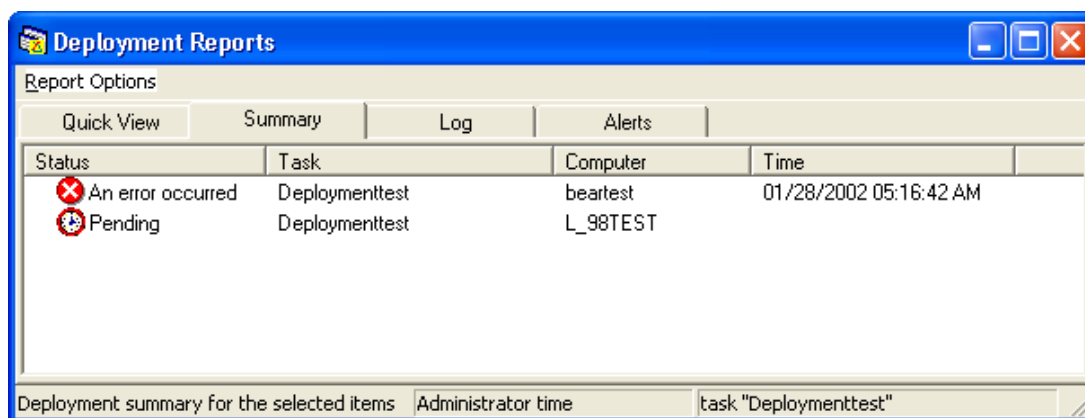 Deployment Reports
Report Options
Quick View Summary Log Alerts
Status Task Computer Time
An error occurred Deploymenttest beartest 01/28/2002 05:16:42 AM
Pending Deploymenttest L_98TEST
Deployment summary for the selected items Administrator time task "Deploymenttest"